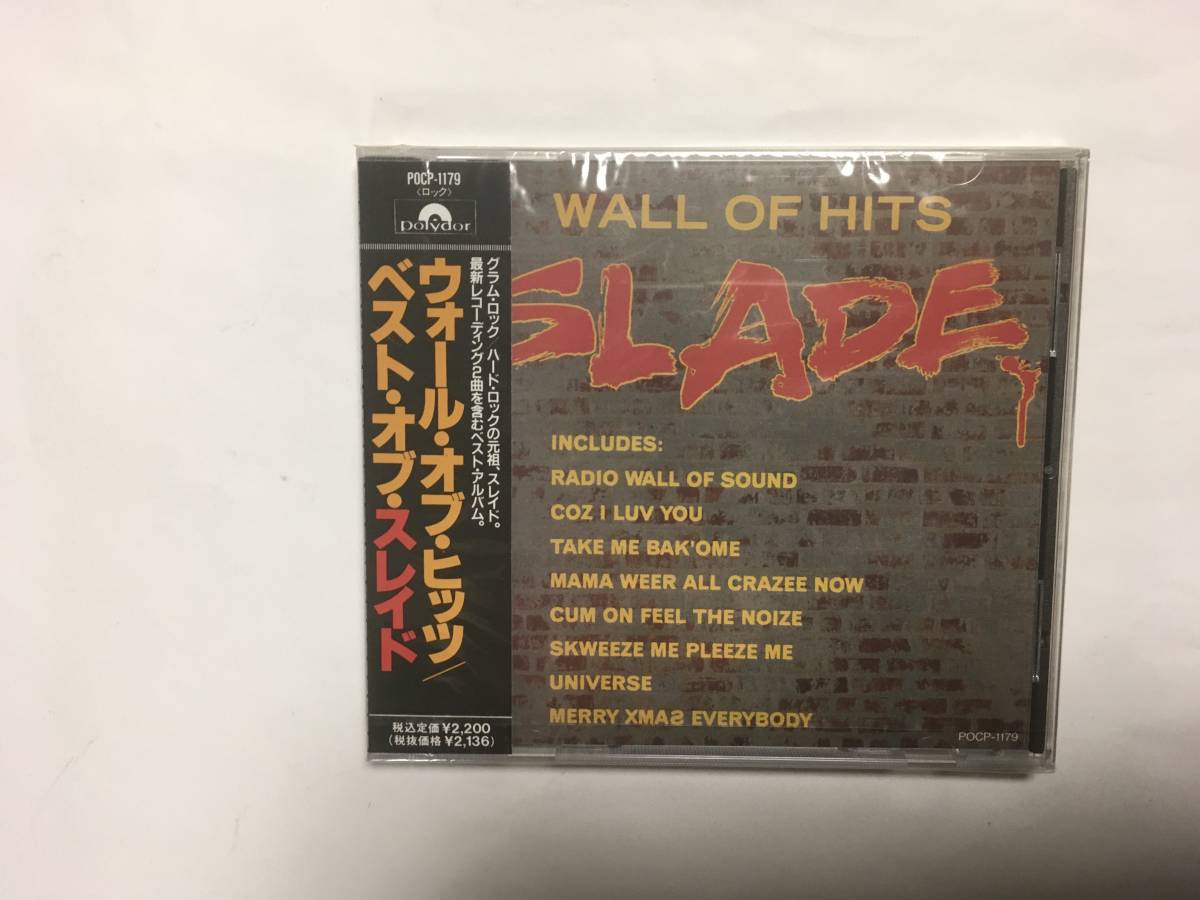 POCP-1179
〈ロック〉
polydor
グラム・ロック/ハード・ロックの元祖、スレイド。
最新レコーディング2曲を含むベスト・アルバム。
ウォール・オブ・ヒッツ/
ベスト・オブ・スレイド
税込定価¥2,200
(税抜価格¥2,136)
WALL OF HITS
SLADE
INCLUDES:
RADIO WALL OF SOUND
COZ I LUV YOU
TAKE ME BAK'OME
MAMA WEER ALL CRAZEE NOW
CUM ON FEEL THE NOIZE
SKWEEZE ME PLEEZE ME
UNIVERSE
MERRY XMAS EVERYBODY
POCP-1179